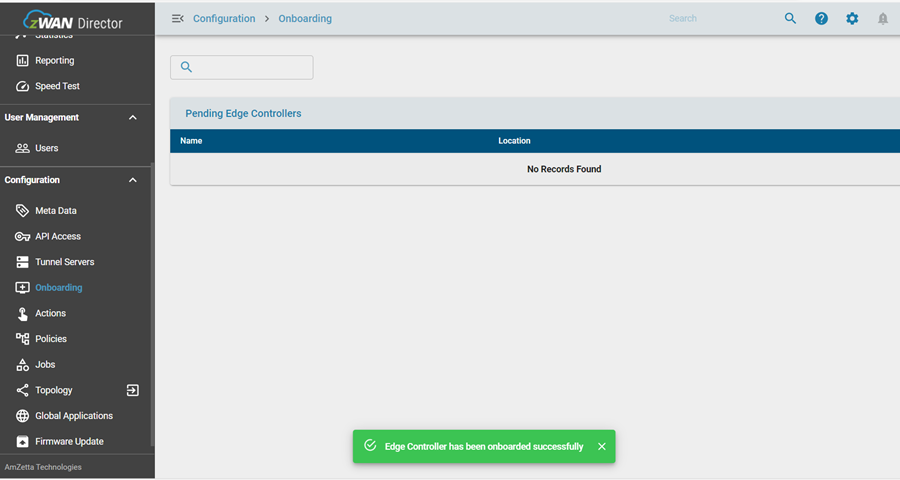 zWAN Director
Configuration > Onboarding
Search
Statistics
Reporting
Speed Test
User Management
Users
Configuration
Meta Data
API Access
Tunnel Servers
Onboarding
Actions
Policies
Jobs
Topology
Global Applications
Firmware Update
AmZetta Technologies
Pending Edge Controllers
Name Location
No Records Found
Edge Controller has been onboarded successfully